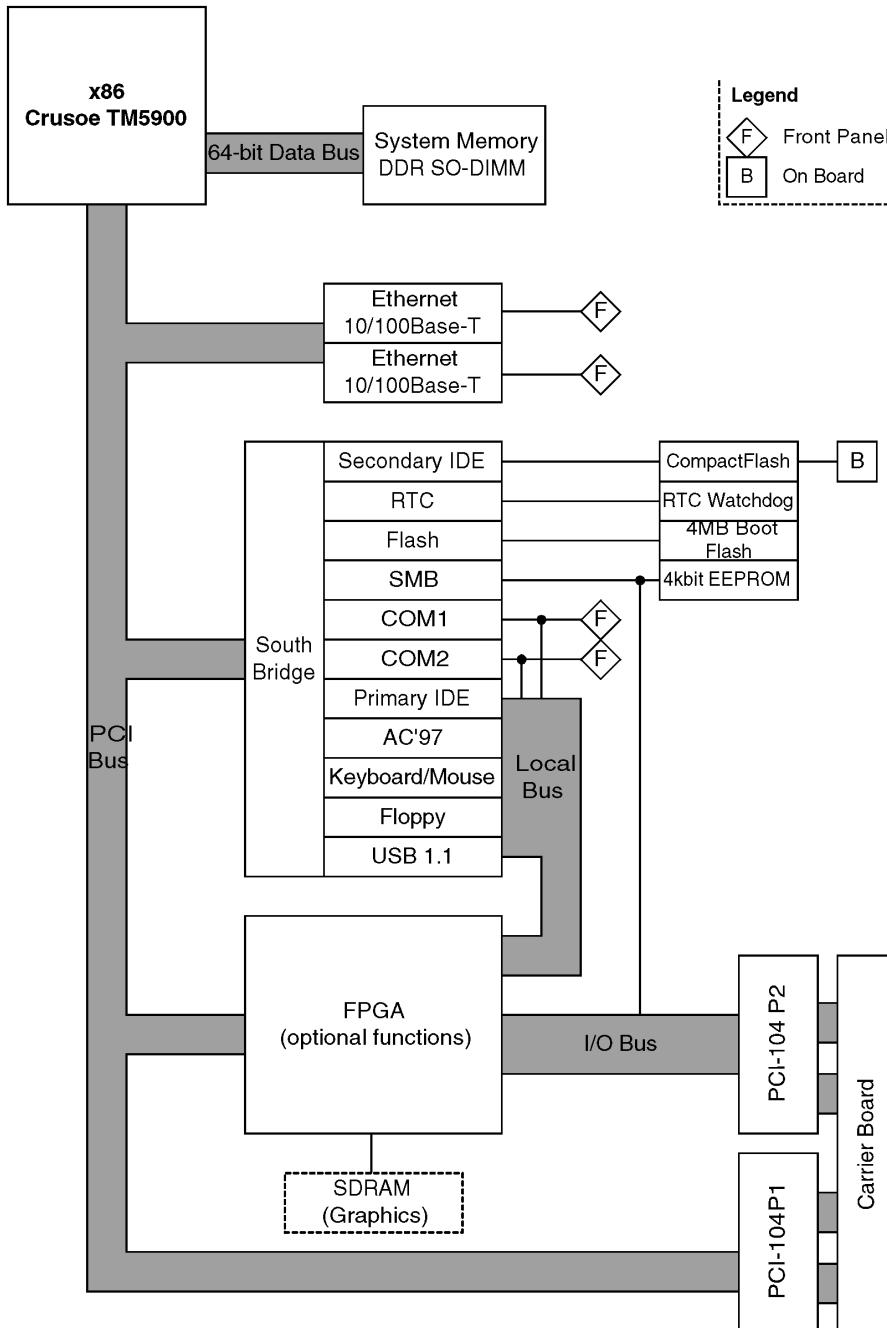 x86
Crusoe TM5900
64-bit Data Bus
System Memory
DDR SO-DIMM
Legend
F
Front Panel
B
On Board
Ethernet
10/100Base-T
F
Ethernet
10/100Base-T
F
South
Bridge
Secondary IDE
CompactFlash
B
RTC
RTC Watchdog
Flash
4MB Boot
Flash
SMB
4kbit EEPROM
COM1
F
COM2
F
Primary IDE
AC'97
Keyboard/Mouse
Floppy
USB 1.1
PCI
Bus
Local
Bus
FPGA
(optional functions)
I/O Bus
PCI-104 P2
Carrier Board
SDRAM
(Graphics)
PCI-104P1